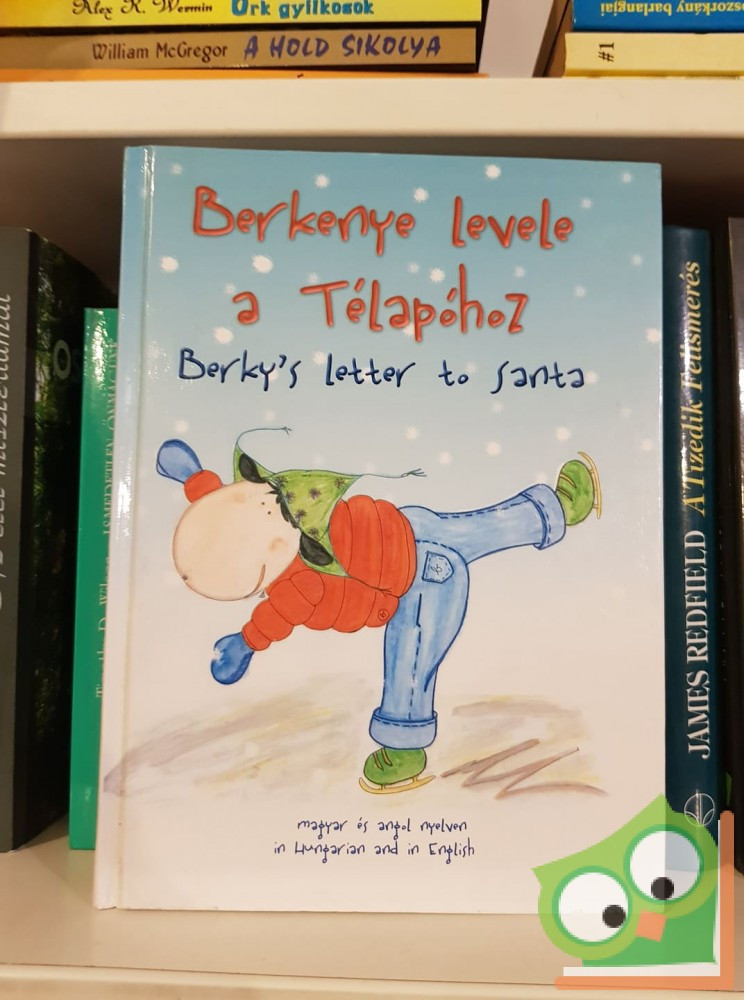 Alex K. Wermin Ork gyilkosok
William McGregor A HOLD SIKOLYA
#1
Berkenye levele
a Télapóhoz
Berky's letter to santa
magyar és angol nyelven
in Hungarian and in English
JAMES REDFIELD A Tizedik Felismerés